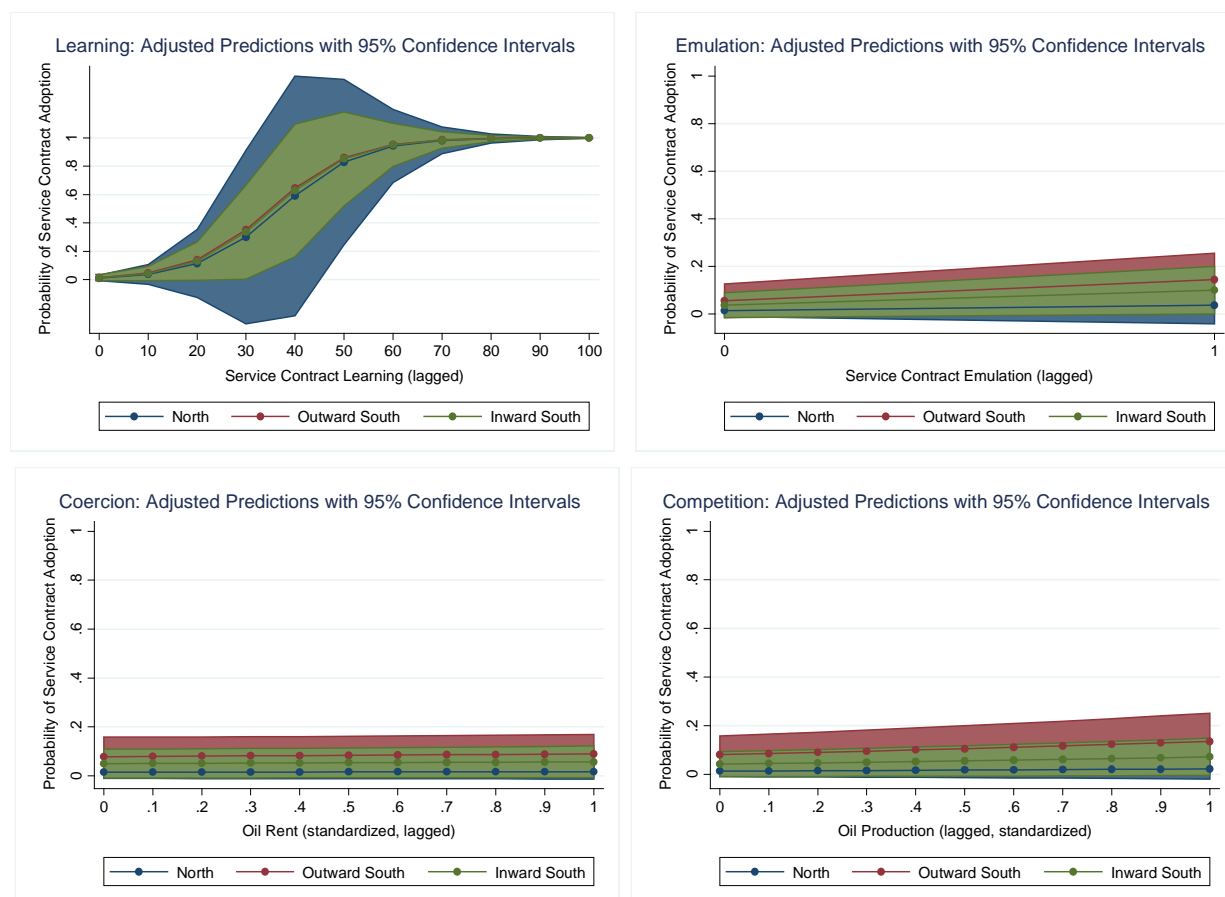 Learning: Adjusted Predictions with 95% Confidence Intervals
Probability of Service Contract Adoption
1
.8
.6
.4
.2
0
0 10 20 30 40 50 60 70 80 90 100
Service Contract Learning (lagged)
North Outward South Inward South
Emulation: Adjusted Predictions with 95% Confidence Intervals
Probability of Service Contract Adoption
1
.8
.6
.4
.2
0
0 1
Service Contract Emulation (lagged)
North Outward South Inward South
Coercion: Adjusted Predictions with 95% Confidence Intervals
Probability of Service Contract Adoption
1
.8
.6
.4
.2
0
0 .1 .2 .3 .4 .5 .6 .7 .8 .9 1
Oil Rent (standardized, lagged)
North Outward South Inward South
Competition: Adjusted Predictions with 95% Confidence Intervals
Probability of Service Contract Adoption
1
.8
.6
.4
.2
0
0 .1 .2 .3 .4 .5 .6 .7 .8 .9 1
Oil Production (lagged, standardized)
North Outward South Inward South